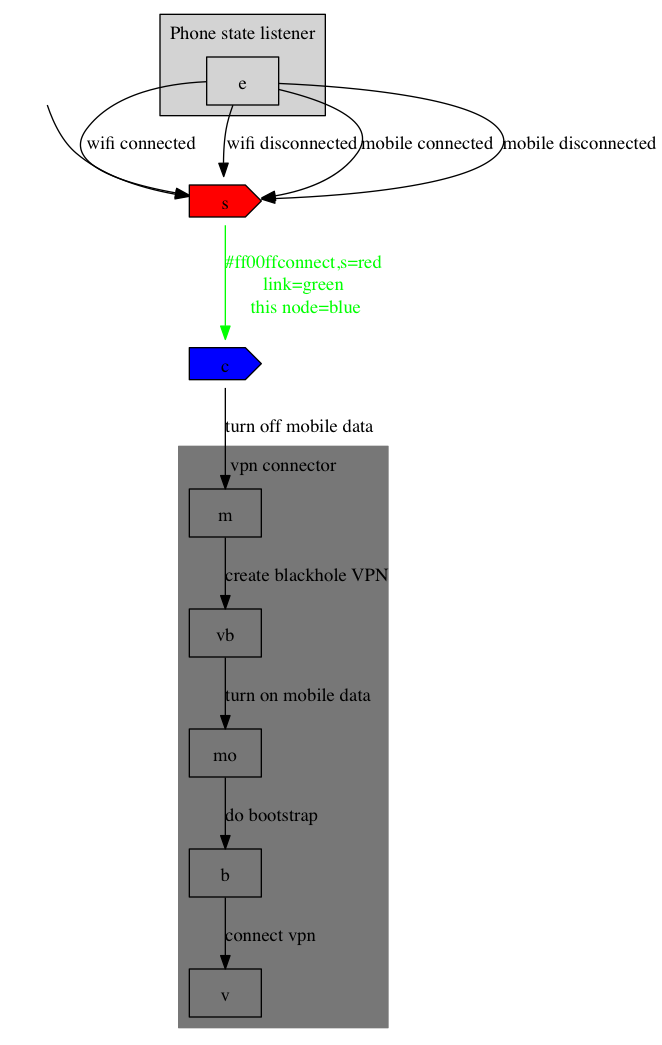 Phone state listener
e
wifi connected
wifi disconnected
mobile connected
mobile disconnected
s
#ff00ffconnect,s=red
link=green
this node=blue
c
turn off mobile data
vpn connector
m
create blackhole VPN
vb
turn on mobile data
mo
do bootstrap
b
connect vpn
v